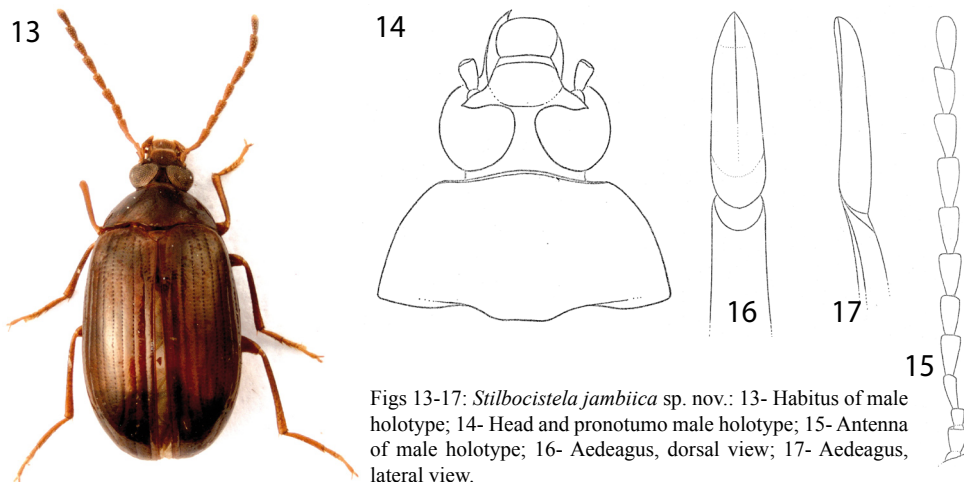 13
14
16
17
15
Figs 13-17: Stilbocistela jambiica sp. nov.: 13- Habitus of male
holotype; 14- Head and pronotumo male holotype; 15- Antenna
of male holotype; 16- Aedeagus, dorsal view; 17- Aedeagus,
lateral view.